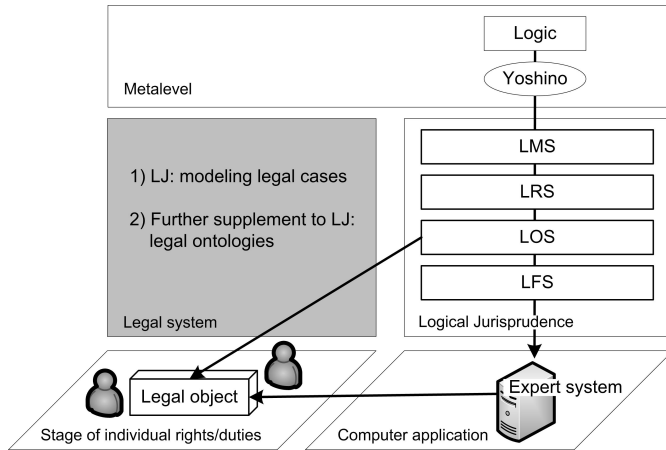 Logic
Yoshino
Metalevel
1) LJ: modeling legal cases
2) Further supplement to LJ:
legal ontologies
Legal system
LMS
LRS
LOS
LFS
Logical Jurisprudence
Legal object
Stage of individual rights/duties
Expert system
Computer application